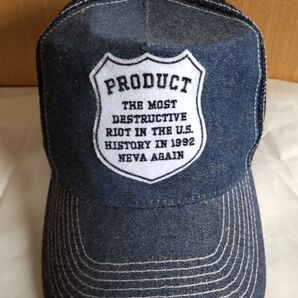 PRODUCT
THE MOST
DESTRUCTIVE
RIOT IN THE U.S.
HISTORY IN 1992
NEVA AGAIN